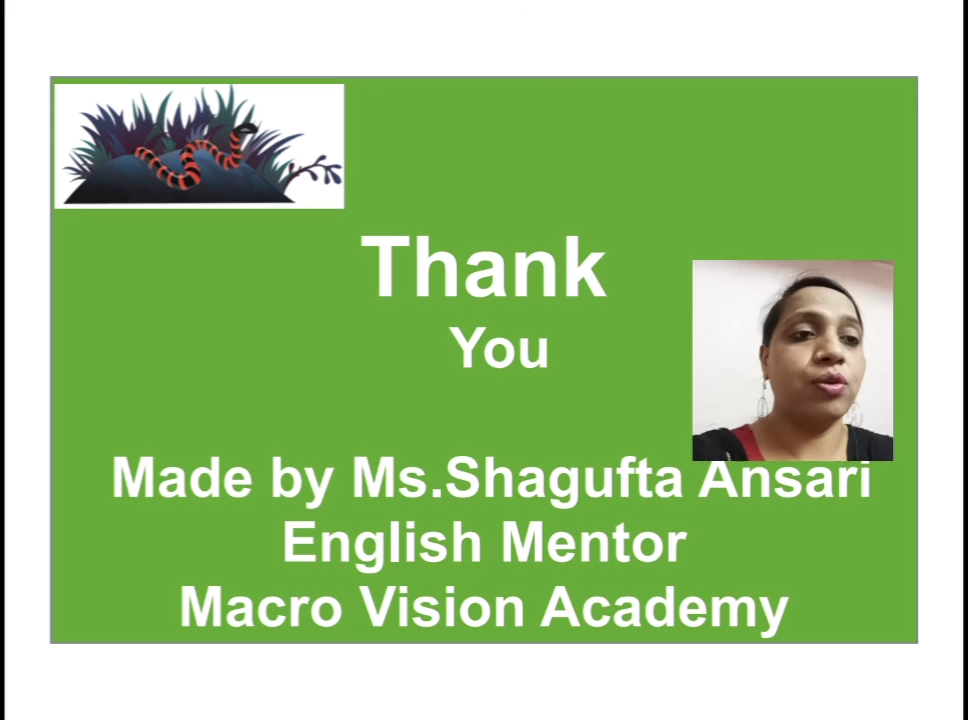 Thank
You
Made by Ms.Shagufta Ansari
English Mentor
Macro Vision Academy